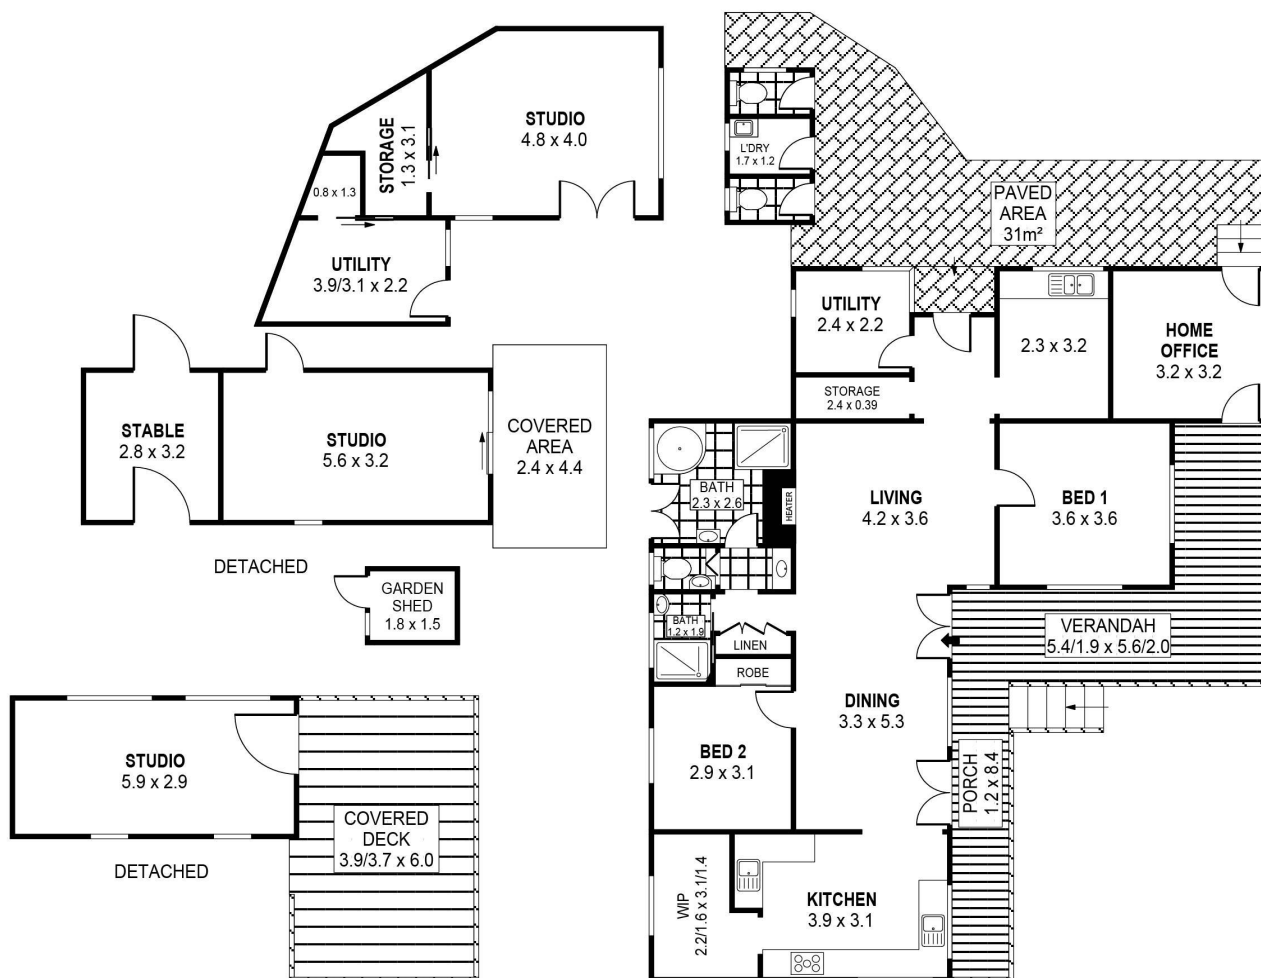 STUDIO
4.8 x 4.0
STORAGE
1.3 x 3.1
0.8 x 1.3
UTILITY
3.9/3.1 x 2.2
L'DRY
1.7 x 1.2
PAVED
AREA
31m²
UTILITY
2.4 x 2.2
STORAGE
2.4 x 0.39
2.3 x 3.2
HOME
OFFICE
3.2 x 3.2
STABLE
2.8 x 3.2
STUDIO
5.6 x 3.2
COVERED
AREA
2.4 x 4.4
DETACHED
GARDEN
SHED
1.8 x 1.5
BATH
2.3 x 2.6
HEATER
LIVING
4.2 x 3.6
BED 1
3.6 x 3.6
BATH
1.2 x 1.9
LINEN
ROBE
VERANDAH
5.4/1.9 x 5.6/2.0
DINING
3.3 x 5.3
BED 2
2.9 x 3.1
PORCH
1.2 x 8.4
STUDIO
5.9 x 2.9
COVERED
DECK
3.9/3.7 x 6.0
DETACHED
WIP
2.2/1.6 x 3.1/1.4
KITCHEN
3.9 x 3.1